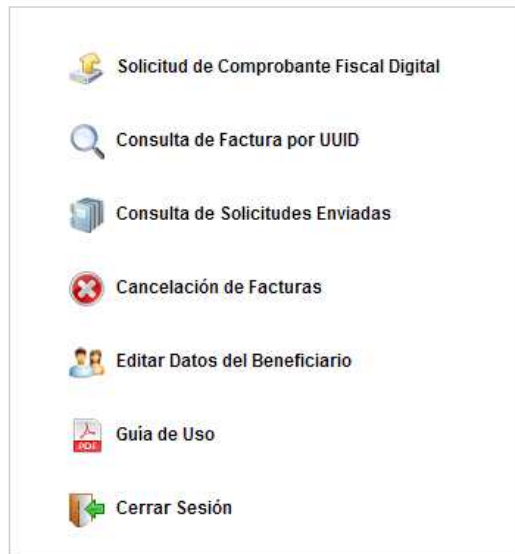 Solicitud de Comprobante Fiscal Digital
Consulta de Factura por UUID
Consulta de Solicitudes Enviadas
Cancelación de Facturas
Editar Datos del Beneficiario
PDF
Guía de Uso
Cerrar Sesión